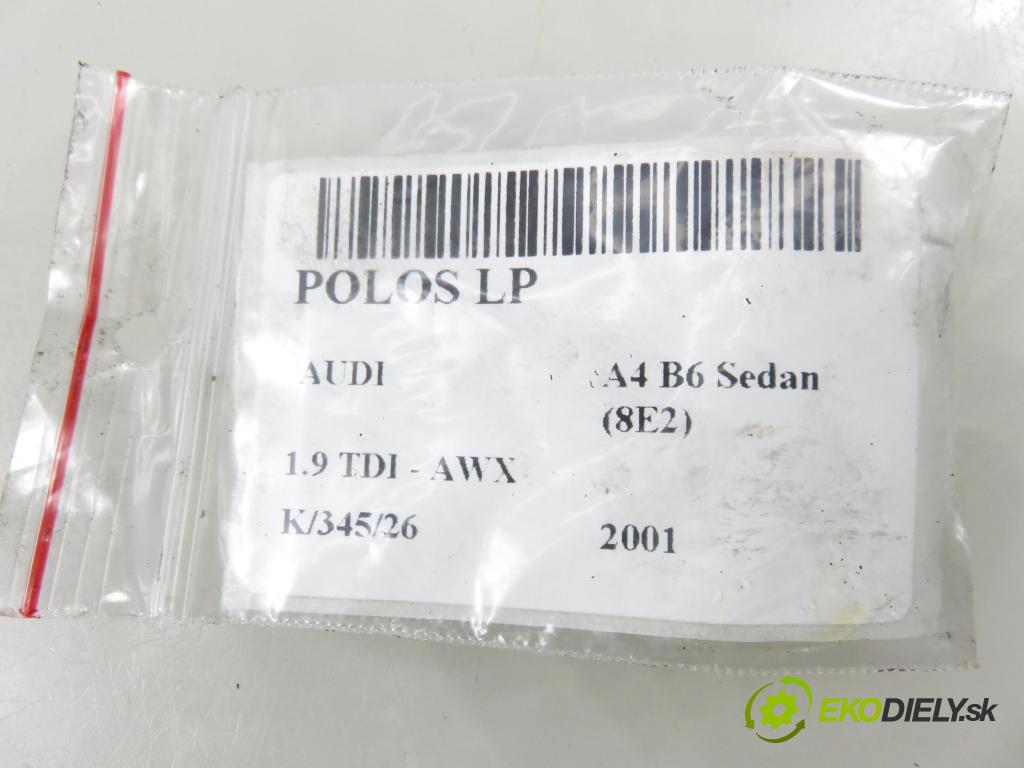 POLOS LP
AUDI
A4 B6 Sedan
(8E2)
1.9 TDI - AWX
K/345/26
2001
EKODIELY.sk